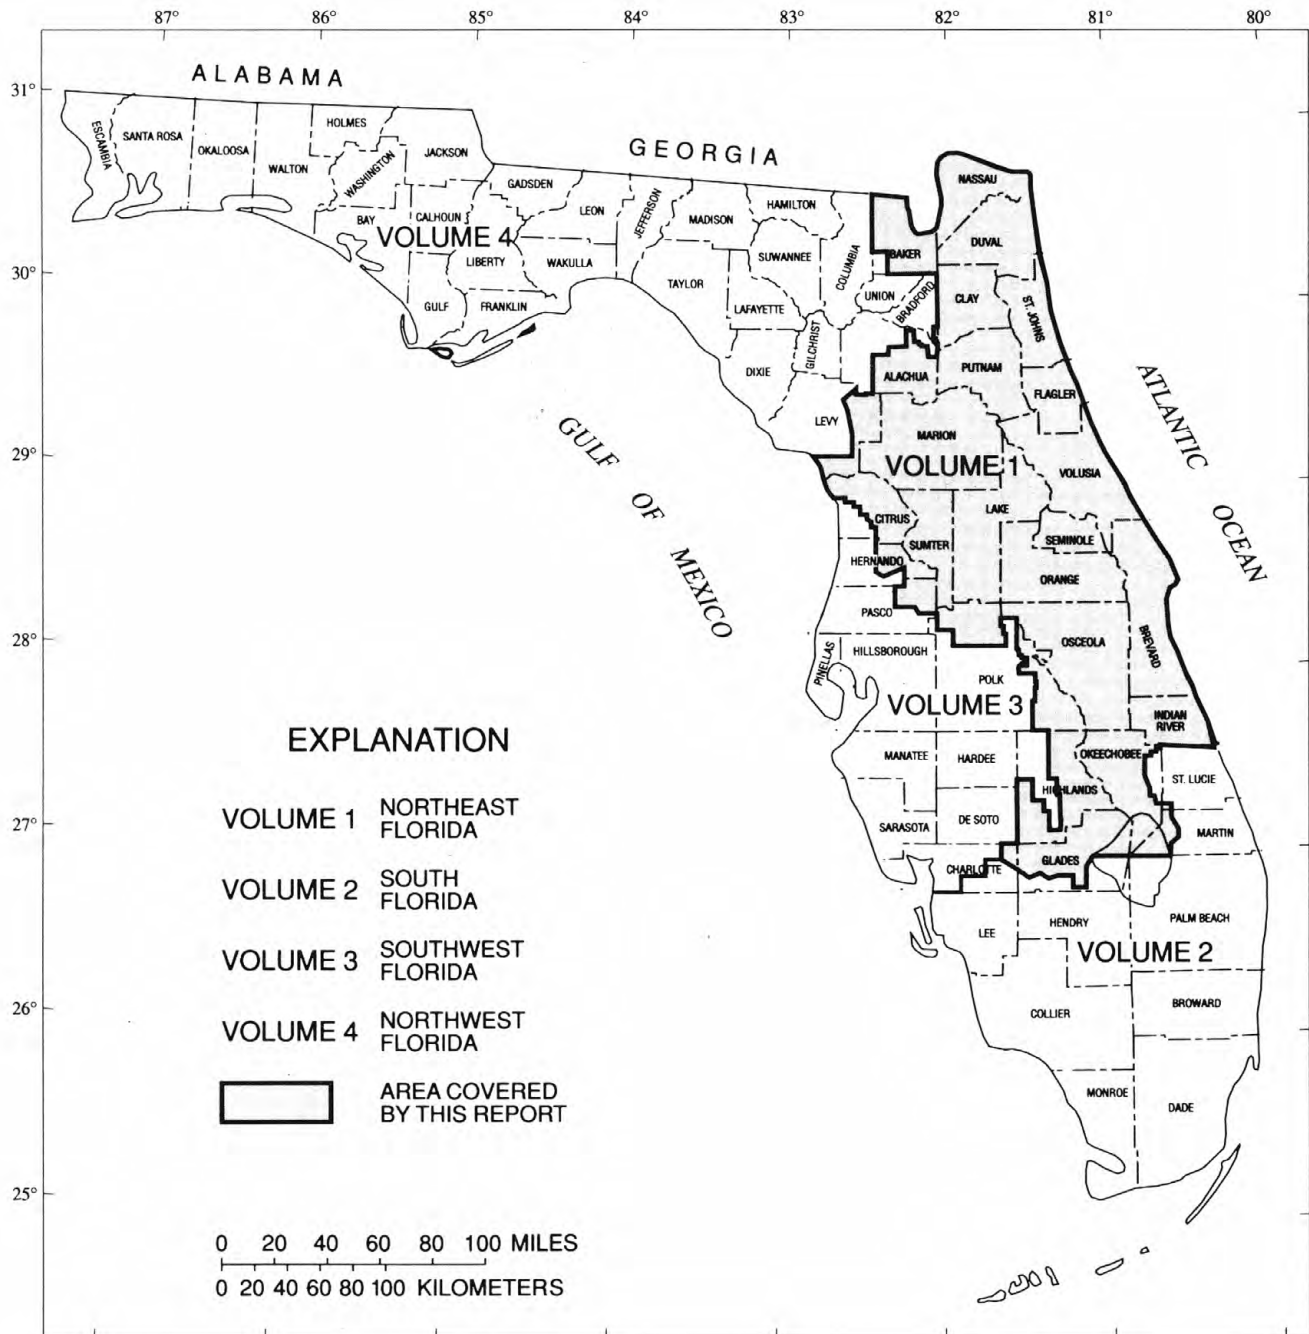 87° 86° 85° 84° 83° 82° 81° 80°
31°
30°
29°
28°
27°
26°
25°
ALABAMA
GEORGIA
ESCAMBIA
SANTA ROSA
OKALOOSA
WALTON
HOLMES
WASHINGTON
JACKSON
BAY
CALHOUN
VOLUME 4
GULF
LIBERTY
FRANKLIN
GADSDEN
LEON
WAKULLA
JEFFERSON
MADISON
TAYLOR
HAMILTON
SUWANNEE
LAFAYETTE
DIXIE
GILCHRIST
COLUMBIA
UNION
BRADFORD
LEVY
BAKER
NASSAU
DUVAL
CLAY
ST. JOHNS
ALACHUA
PUTNAM
FLAGLER
MARION
VOLUME 1
VOLUSIA
CITRUS
LAKE
SUMTER
SEMINOLE
HERNANDO
ORANGE
PASCO
OSCEOLA
BREVARD
PINELLAS
HILLSBOROUGH
POLK
VOLUME 3
INDIAN
RIVER
MANATEE
HARDEE
OKEECHOBEE
ST. LUCIE
HIGHLANDS
SARASOTA
DE SOTO
MARTIN
CHARLOTTE
GLADES
LEE
HENDRY
PALM BEACH
VOLUME 2
COLLIER
BROWARD
MONROE
DADE
GULF OF MEXICO
ATLANTIC OCEAN
EXPLANATION
VOLUME 1 NORTHEAST
FLORIDA
VOLUME 2 SOUTH
FLORIDA
VOLUME 3 SOUTHWEST
FLORIDA
VOLUME 4 NORTHWEST
FLORIDA
AREA COVERED
BY THIS REPORT
0 20 40 60 80 100 MILES
0 20 40 60 80 100 KILOMETERS